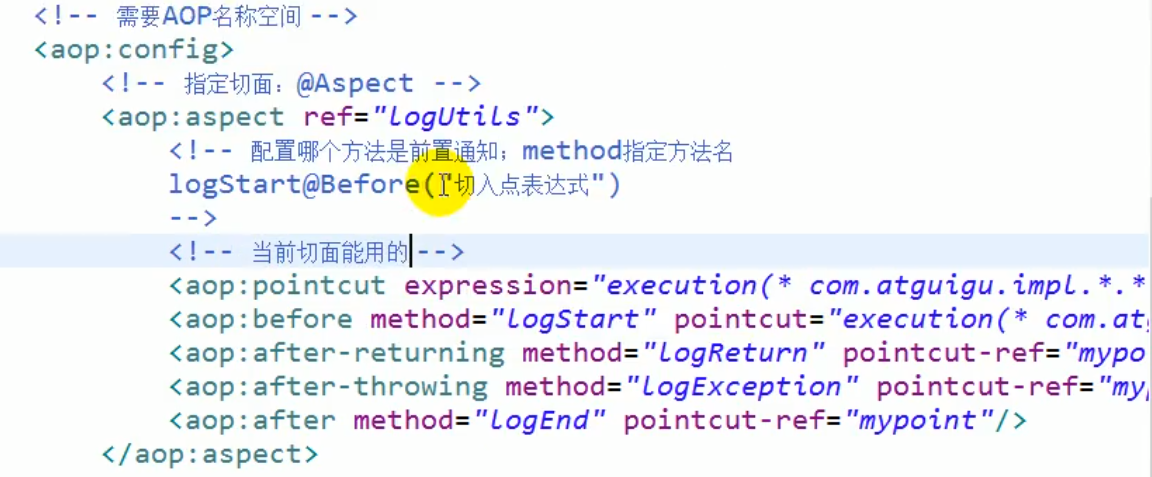 <!-- 需要AOP名称空间 -->
<aop:config>
<!-- 指定切面：@Aspect -->
<aop:aspect ref="logUtils">
<!-- 配置哪个方法是前置通知；method指定方法名
logStart@Before("切入点表达式")
-->
<!-- 当前切面能用的-->
<aop:pointcut expression="execution(* com.atguigu.impl.*.*
<aop:before method="logStart" pointcut="execution(* com.atg
<aop:after-returning method="logReturn" pointcut-ref="mypo
<aop:after-throwing method="logException" pointcut-ref="my
<aop:after method="logEnd" pointcut-ref="mypoint"/>
</aop:aspect>